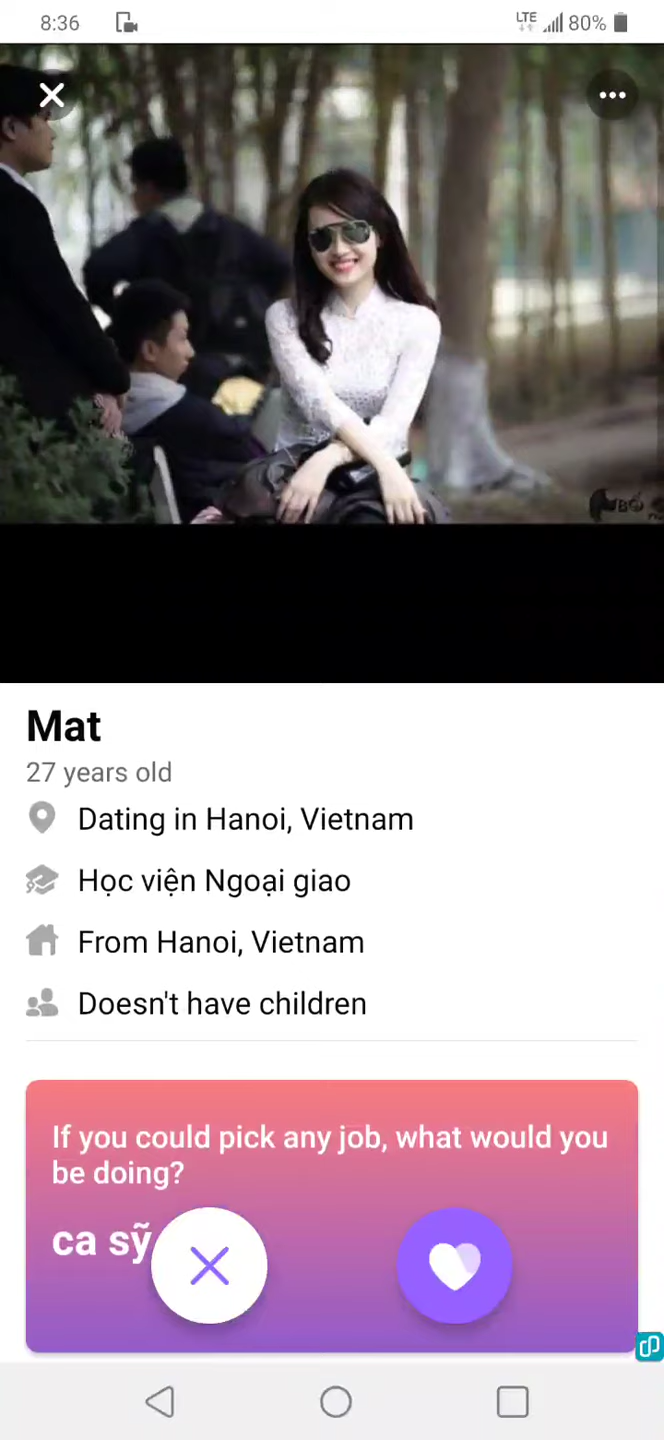 8:36
LTE
80%
Mat
27 years old
Dating in Hanoi, Vietnam
Học viện Ngoại giao
From Hanoi, Vietnam
Doesn't have children
If you could pick any job, what would you
be doing?
ca sỹ